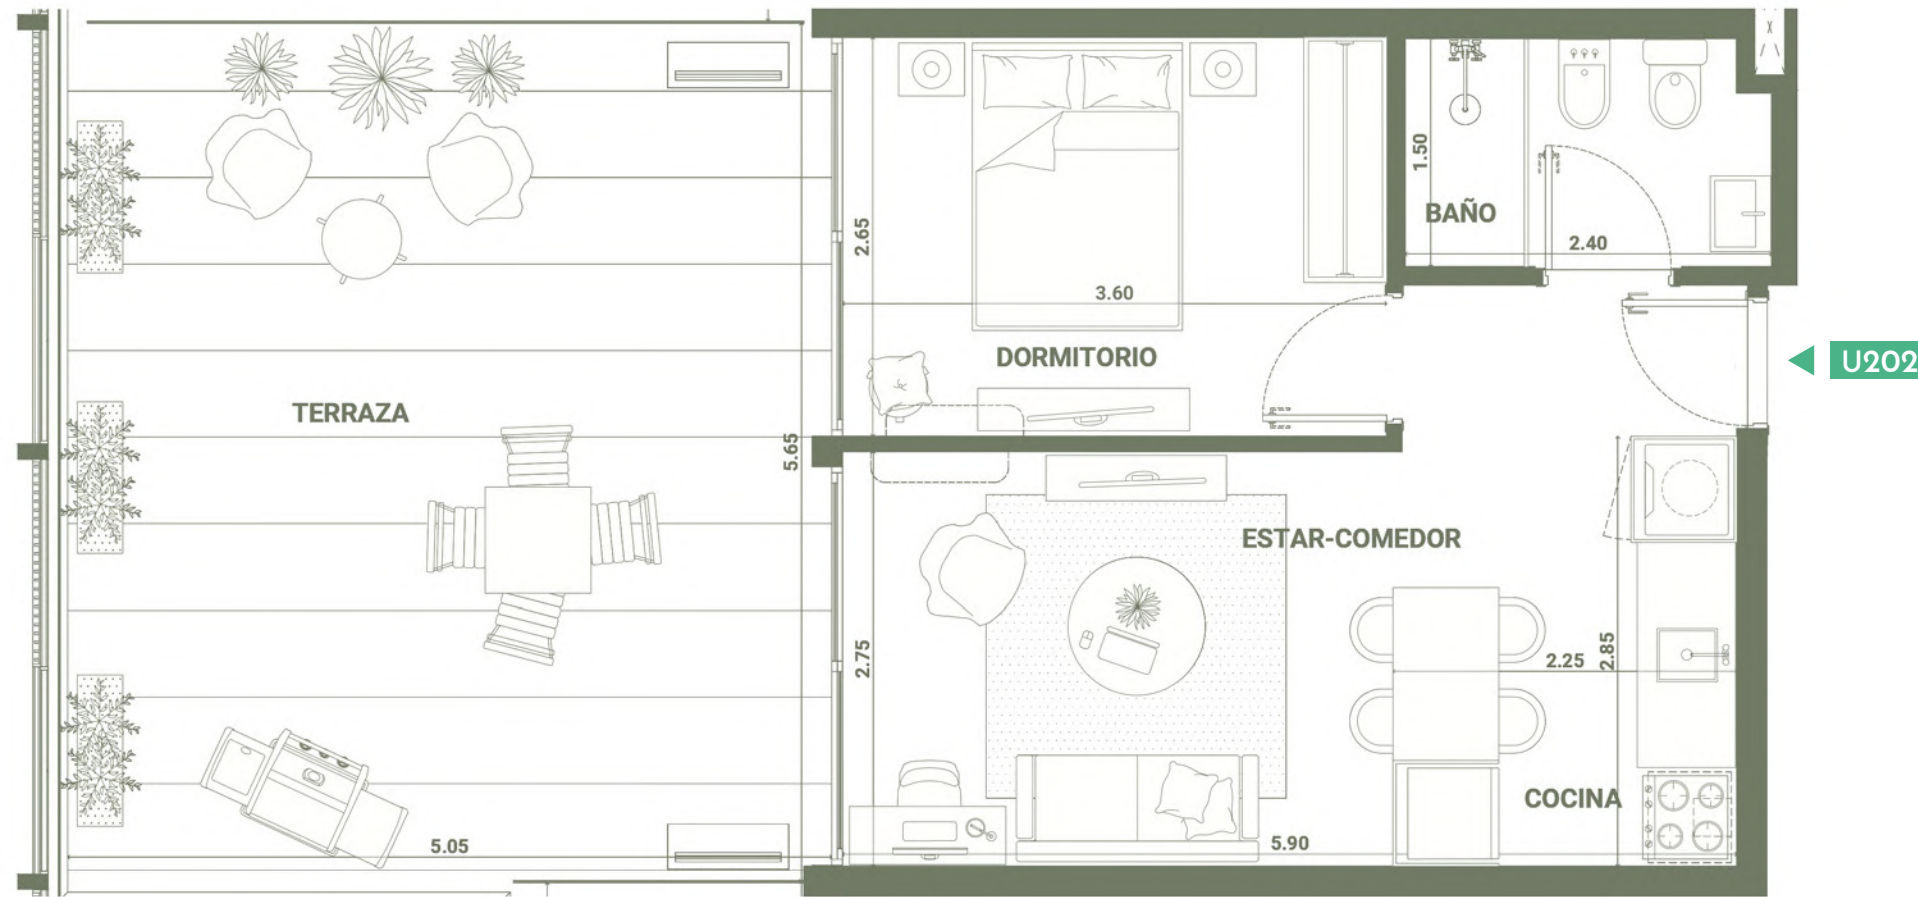 1.50
BAÑO
2.40
2.65
3.60
DORMITORIO
U202
TERRAZA
5.65
ESTAR-COMEDOR
2.75
2.25
2.85
COCINA
5.05
5.90